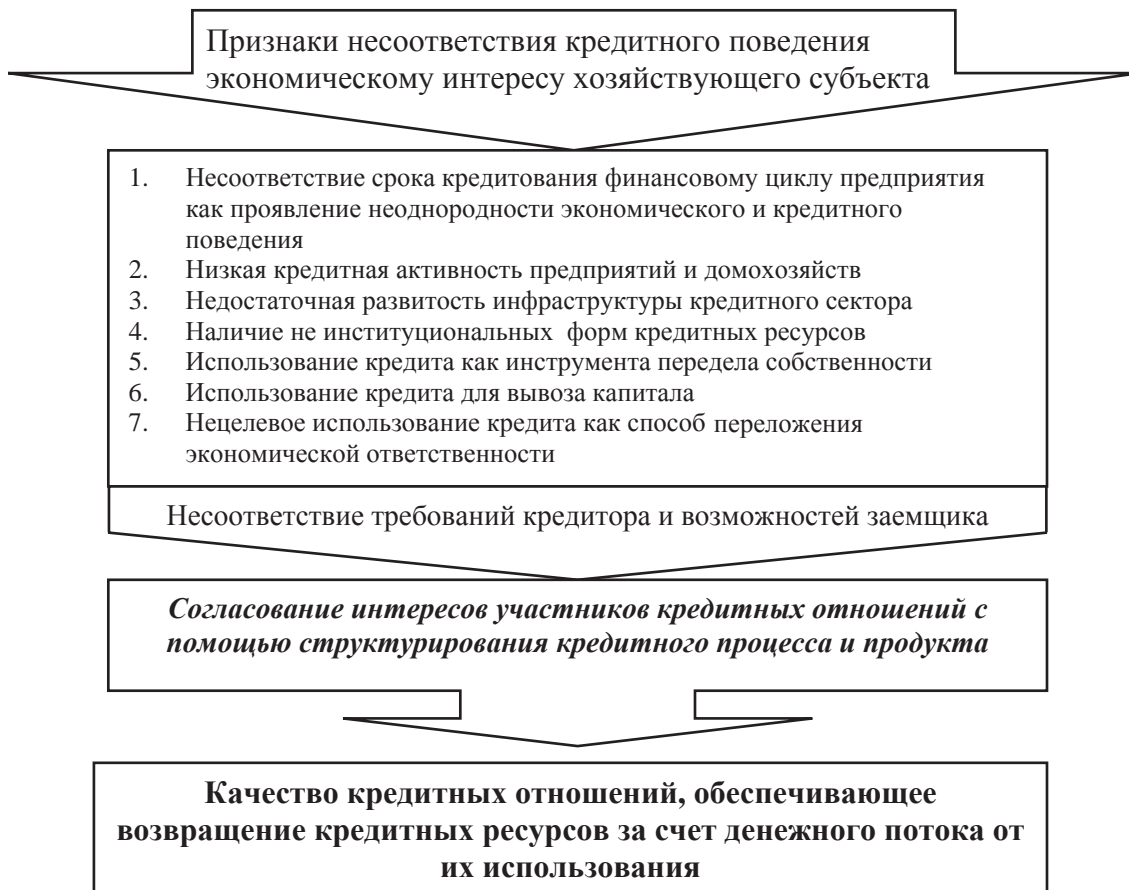 Признаки несоответствия кредитного поведения
экономическому интересу хозяйствующего субъекта
1. Несоответствие срока кредитования финансовому циклу предприятия
как проявление неоднородности экономического и кредитного
поведения
2. Низкая кредитная активность предприятий и домохозяйств
3. Недостаточная развитость инфраструктуры кредитного сектора
4. Наличие не институциональных форм кредитных ресурсов
5. Использование кредита как инструмента передела собственности
6. Использование кредита для вывоза капитала
7. Нецелевое использование кредита как способ переложения
экономической ответственности
Несоответствие требований кредитора и возможностей заемщика
Согласование интересов участников кредитных отношений с
помощью структурирования кредитного процесса и продукта
Качество кредитных отношений, обеспечивающее
возвращение кредитных ресурсов за счет денежного потока от
их использования